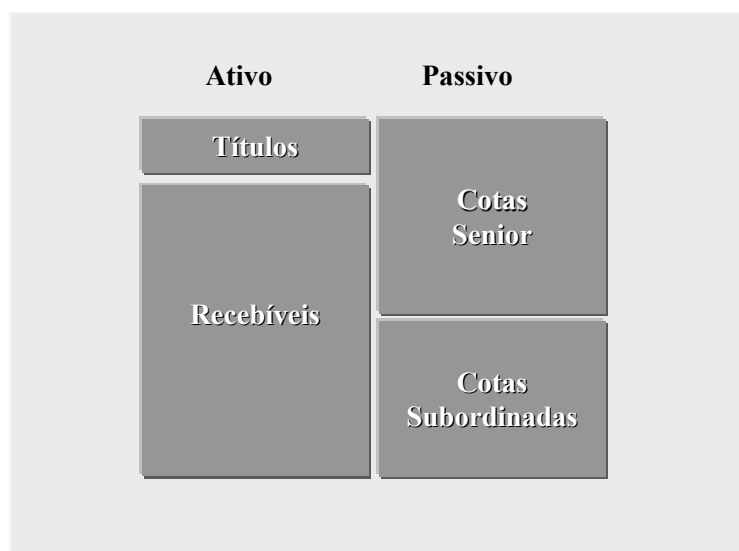 Ativo
Passivo
Títulos
Recebíveis
Cotas
Senior
Cotas
Subordinadas